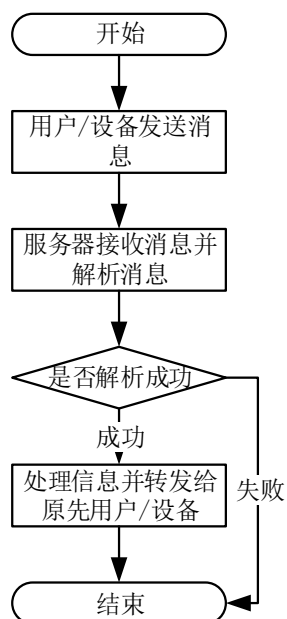 开始
用户/设备发送消
息
服务器接收消息并
解析消息
是否解析成功
成功
处理信息并转发给
原先用户/设备
失败
结束